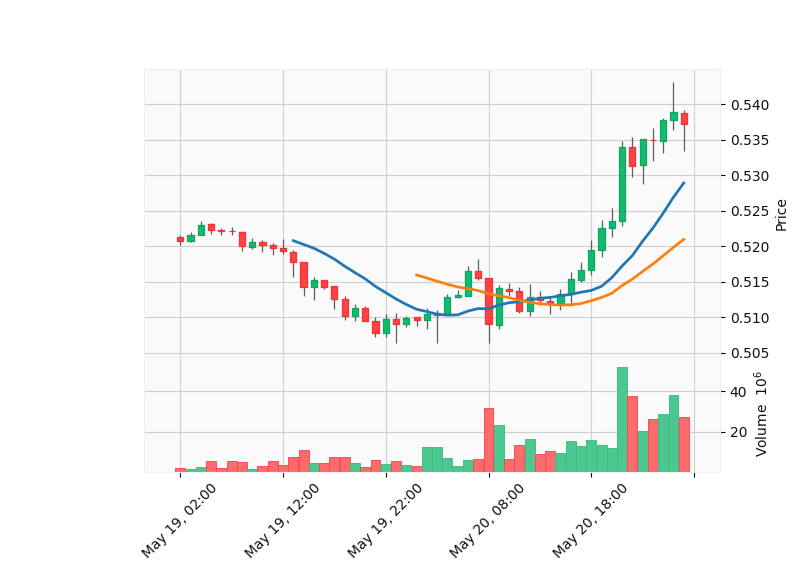 0.540
0.535
0.530
0.525
0.520
0.515
0.510
0.505
Price
40
20
Volume 10^6
May 19, 02:00
May 19, 12:00
May 19, 22:00
May 20, 08:00
May 20, 18:00